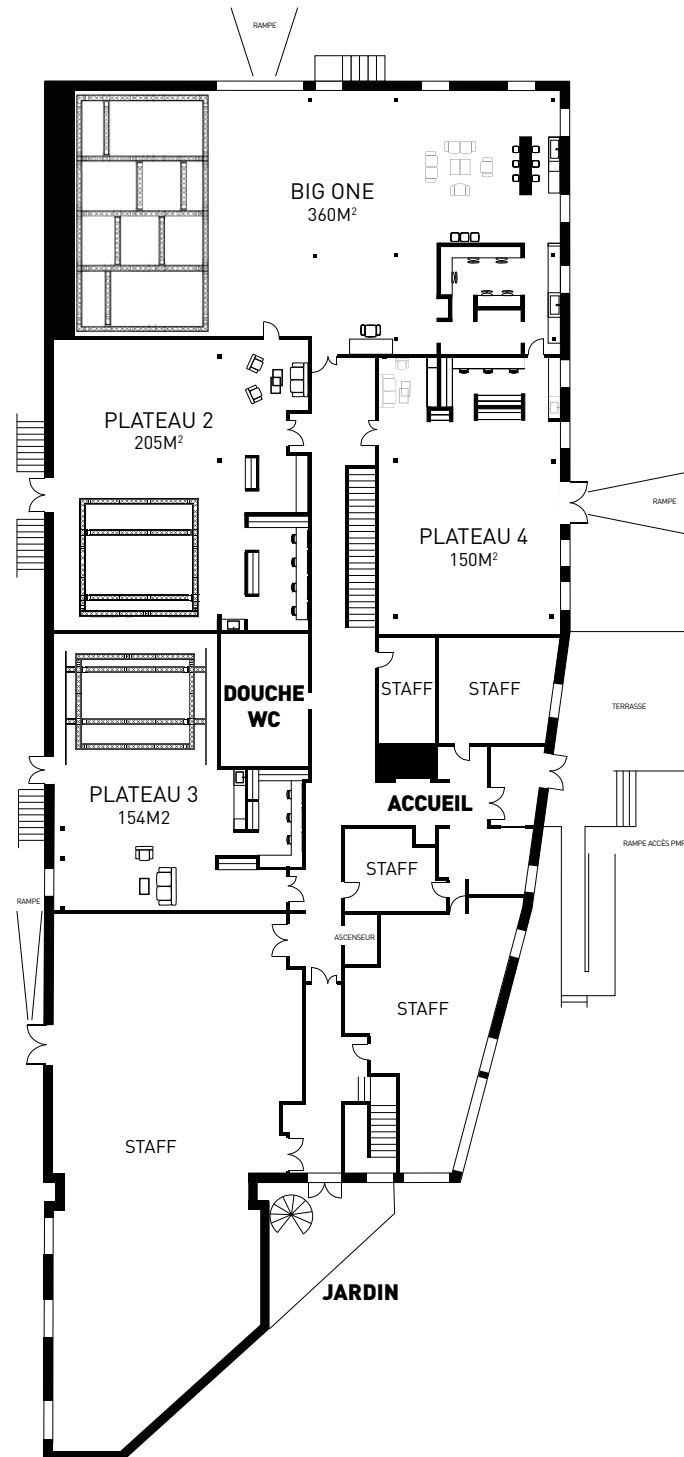 RAMPE
BIG ONE
360M²
PLATEAU 2
205M²
RAMPE
PLATEAU 4
150M²
STAFF
STAFF
DOUCHE
WC
TERRASSE
PLATEAU 3
154M2
ACCUEIL
RAMPE ACCÈS PMR
STAFF
RAMPE
ASCENSEUR
STAFF
STAFF
JARDIN